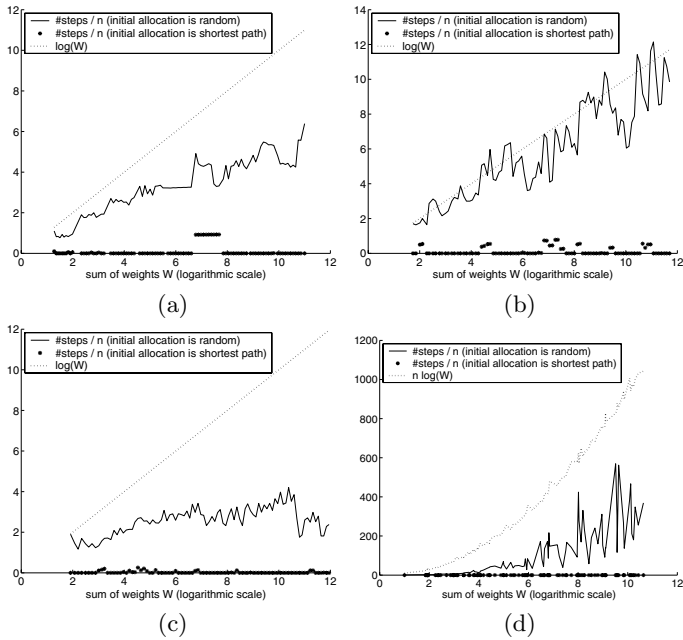 #steps / n (initial allocation is random)
#steps / n (initial allocation is shortest path)
log(W)
12
10
8
6
4
2
0
0 2 4 6 8 10 12
sum of weights W (logarithmic scale)
(a)
#steps / n (initial allocation is random)
#steps / n (initial allocation is shortest path)
log(W)
14
12
10
8
6
4
2
0
0 2 4 6 8 10 12
sum of weights W (logarithmic scale)
(b)
#steps / n (initial allocation is random)
#steps / n (initial allocation is shortest path)
log(W)
12
10
8
6
4
2
0
0 2 4 6 8 10 12
sum of weights W (logarithmic scale)
(c)
#steps / n (initial allocation is random)
#steps / n (initial allocation is shortest path)
n log(W)
1200
1000
800
600
400
200
0
0 2 4 6 8 10 12
sum of weights W (logarithmic scale)
(d)